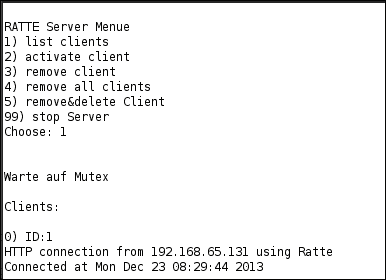 RATTE Server Menue
1) list clients
2) activate client
3) remove client
4) remove all clients
5) remove&delete Client
99) stop Server
Choose: 1
Warte auf Mutex
Clients:
0) ID:1
HTTP connection from 192.168.65.131 using Ratte
Connected at Mon Dec 23 08:29:44 2013